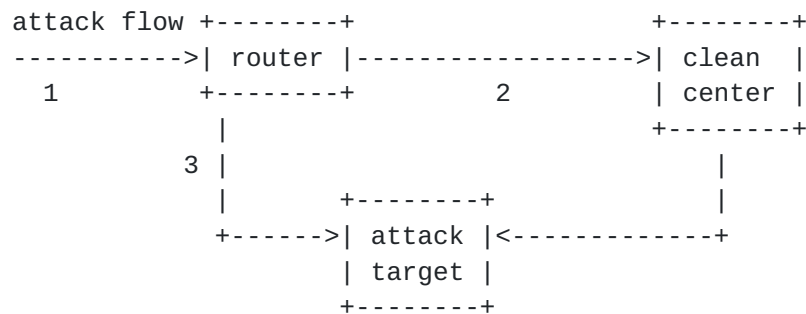 attack flow +--------+                    +--------+
----------->| router |------------------->| clean  |
  1         +--------+         2          | center |
             |                            +--------+
           3 |                                |
             |       +--------+               |
             +------>| attack |<--------------+
                     | target |
                     +--------+